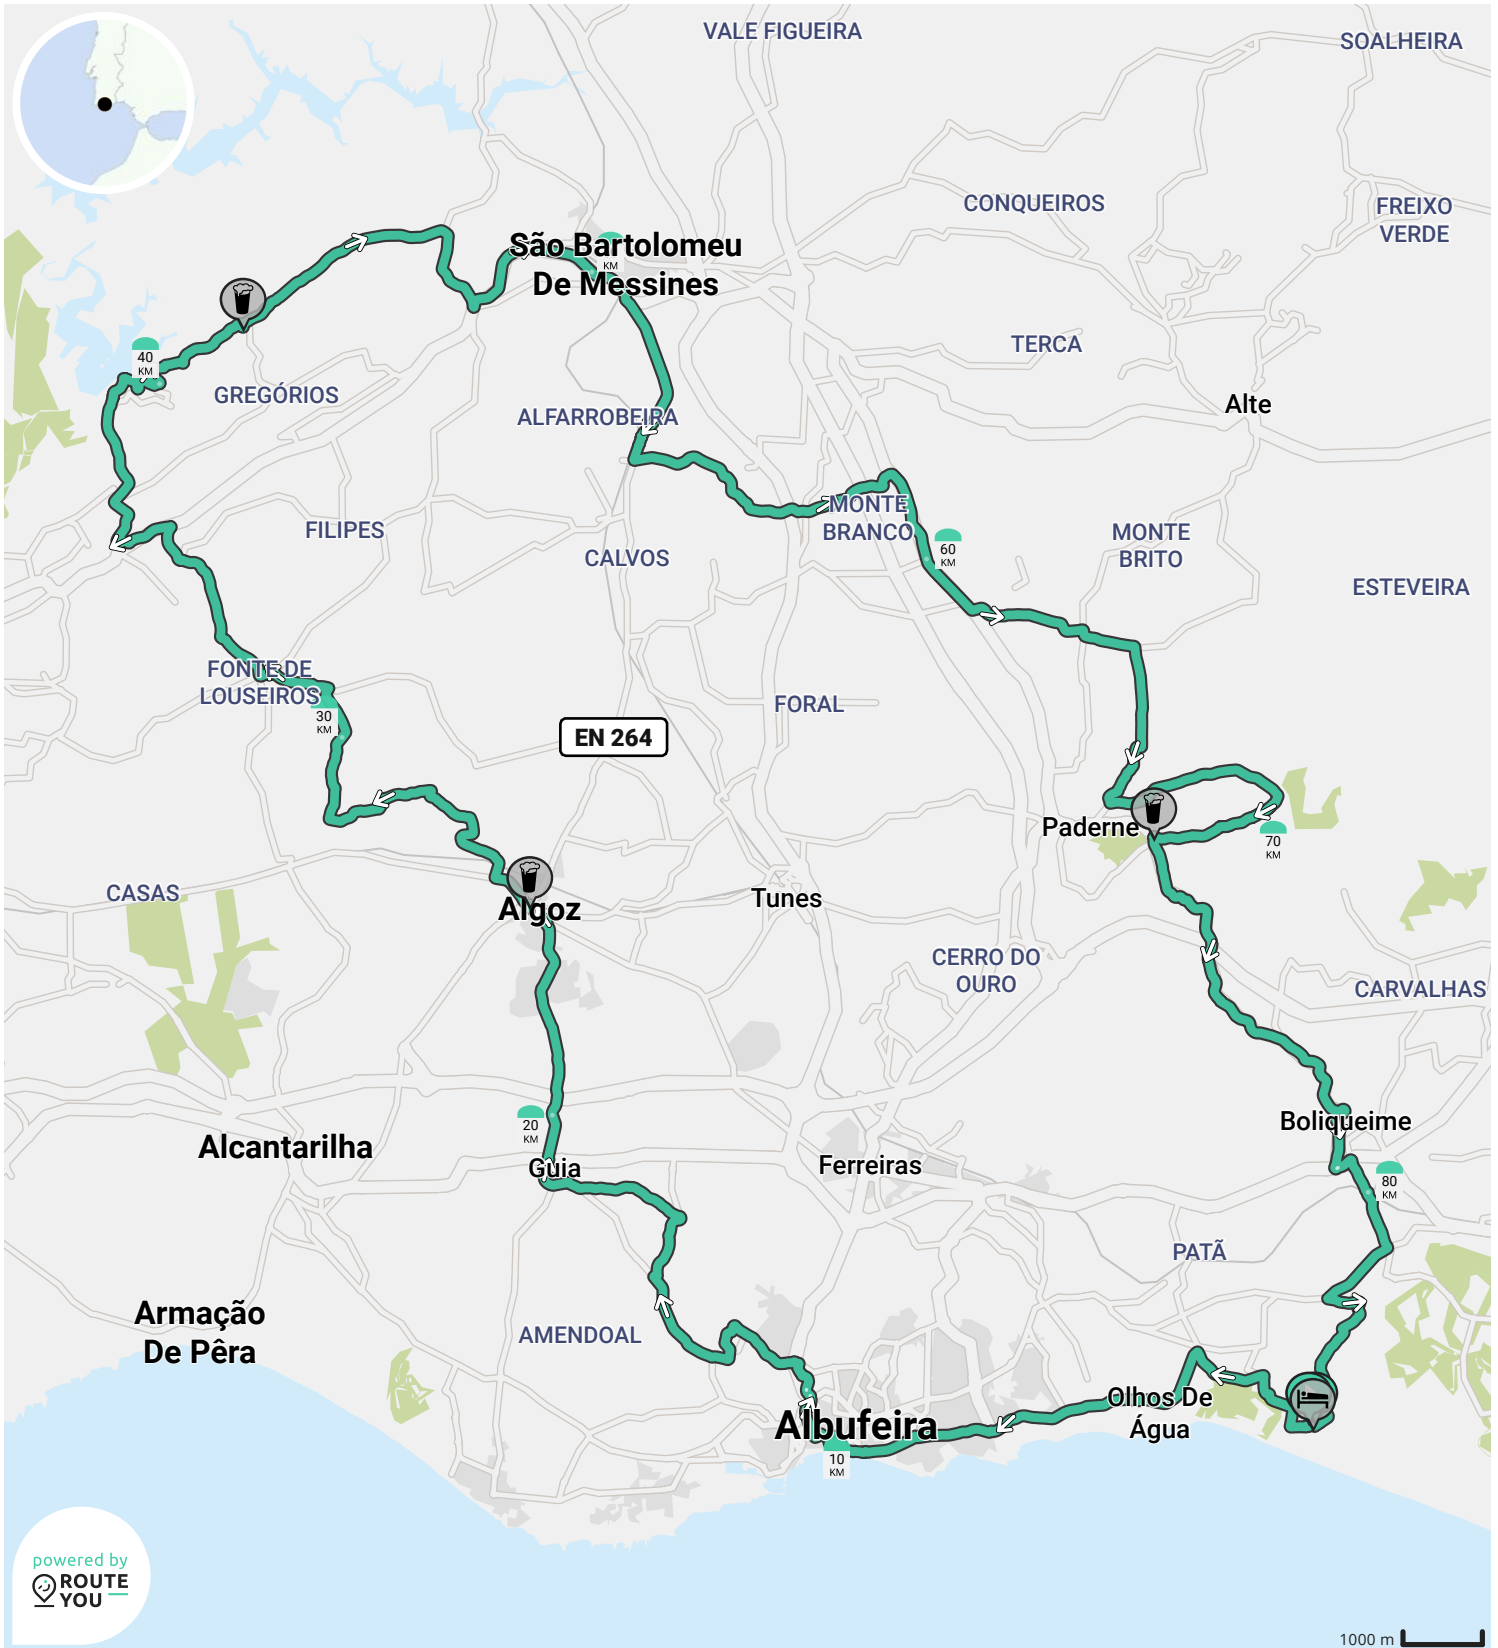 VALE FIGUEIRA
SOALHEIRA
CONQUEIROS
FREIXO
VERDE
São Bartolomeu
De Messines
KM
TERCA
40
KM
GREGÓRIOS
ALFARROBEIRA
Alte
MONTE
BRANCO
FILIPES
CALVOS
MONTE
BRITO
60
KM
ESTEVEIRA
FONTE DE
LOUSEIROS
30
KM
FORAL
EN 264
Paderne
70
KM
CASAS
Algoz
Tunes
CERRO DO
OURO
CARVALHAS
20
KM
Boliqueime
Alcantarilha
Guia
Ferreiras
80
KM
PATÃ
Armação
De Pêra
AMENDOAL
Olhos De
Água
Albufeira
10
KM
powered by
ROUTE
YOU
1000 m